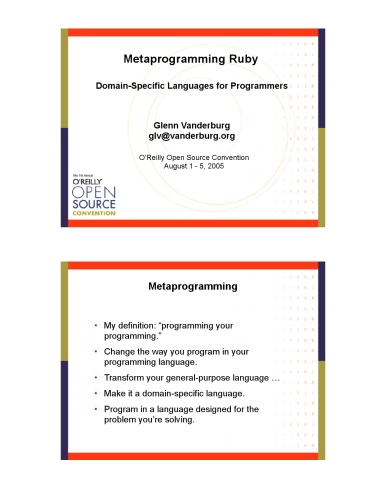 Metaprogramming Ruby
Domain-Specific Languages for Programmers
Glenn Vanderburg
glv@vanderburg.org
O'Reilly Open Source Convention
August 1 - 5, 2005
The 7th Annual
O'REILLY
OPEN
SOURCE
CONVENTION
Metaprogramming
• My definition: "programming your
programming."
• Change the way you program in your
programming language.
• Transform your general-purpose language …
• Make it a domain-specific language.
• Program in a language designed for the
problem you're solving.